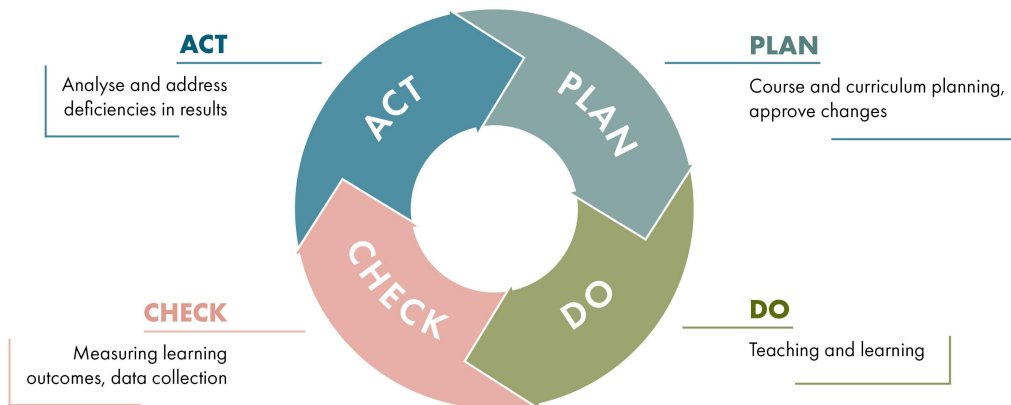 ACT
Analyse and address
deficiencies in results
PLAN
Course and curriculum planning,
approve changes
ACT
PLAN
CHECK
DO
CHECK
Measuring learning
outcomes, data collection
DO
Teaching and learning